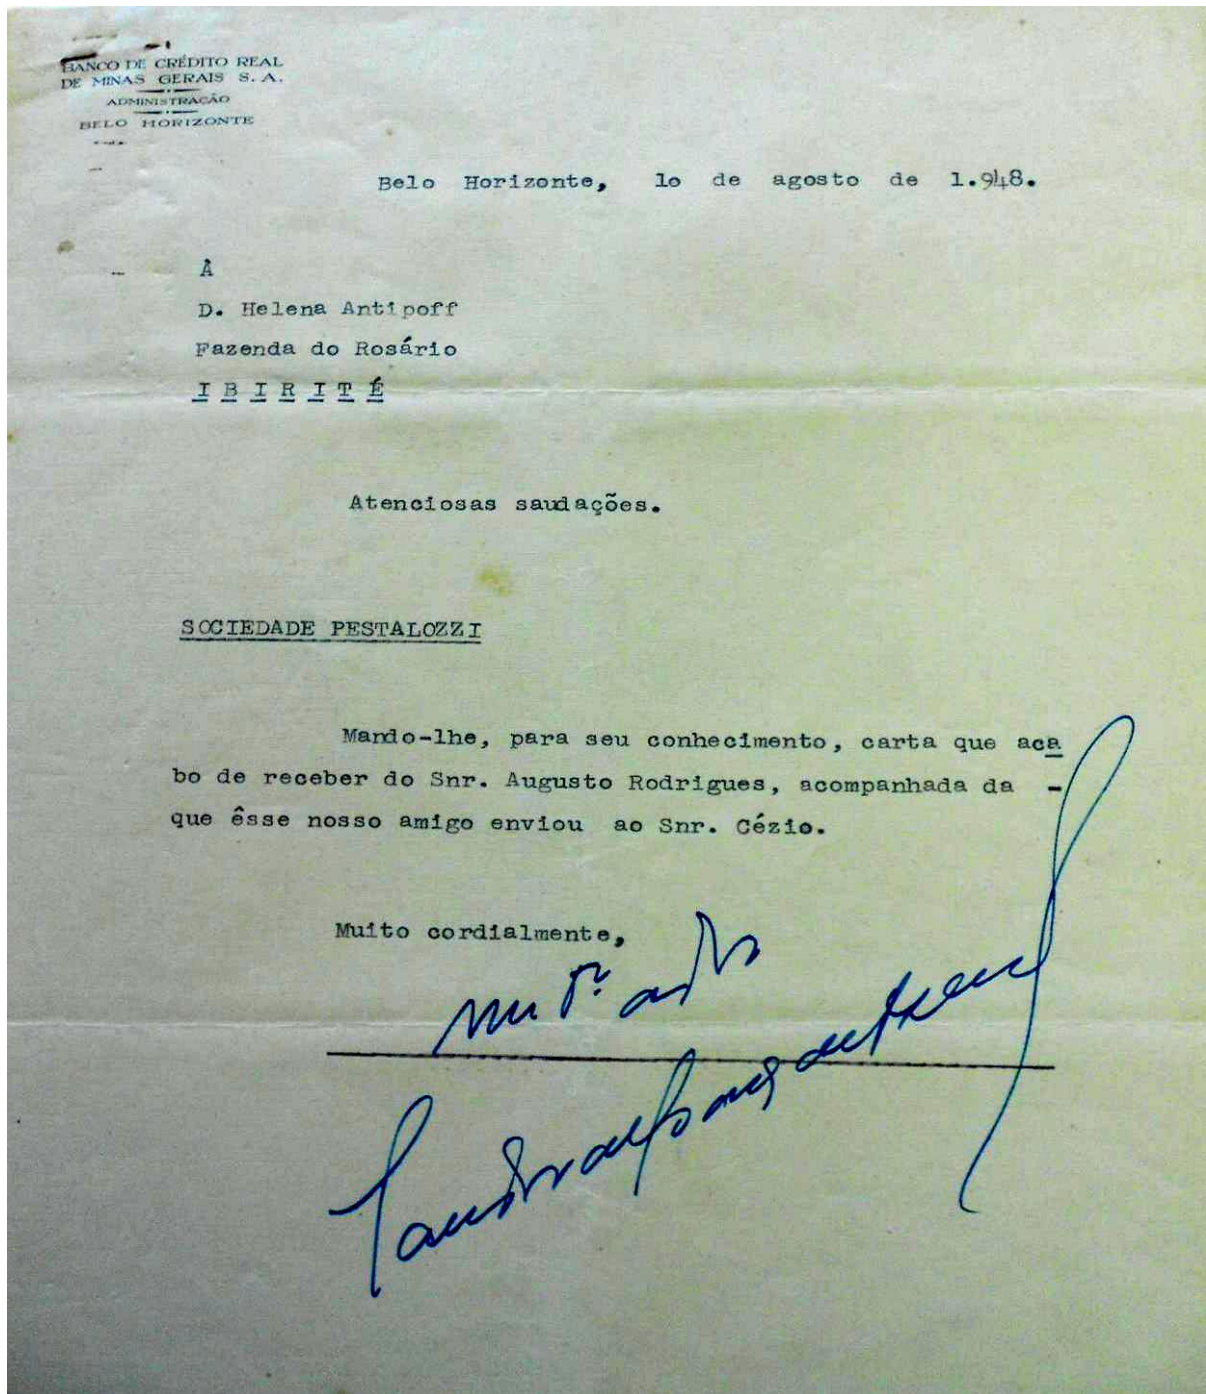 BANCO DE CRÉDITO REAL
DE MINAS GERAIS S. A.
ADMINISTRAÇÃO
BELO HORIZONTE
Belo Horizonte, lo de agosto de 1.948.
À
D. Helena Antipoff
Fazenda do Rosário
I B I R I T É
Atenciosas saudações.
SOCIEDADE PESTALOZZI
Mando-lhe, para seu conhecimento, carta que aca
bo de receber do Snr. Augusto Rodrigues, acompanhada da -
que êsse nosso amigo enviou ao Snr. Cézio.
Muito cordialmente,